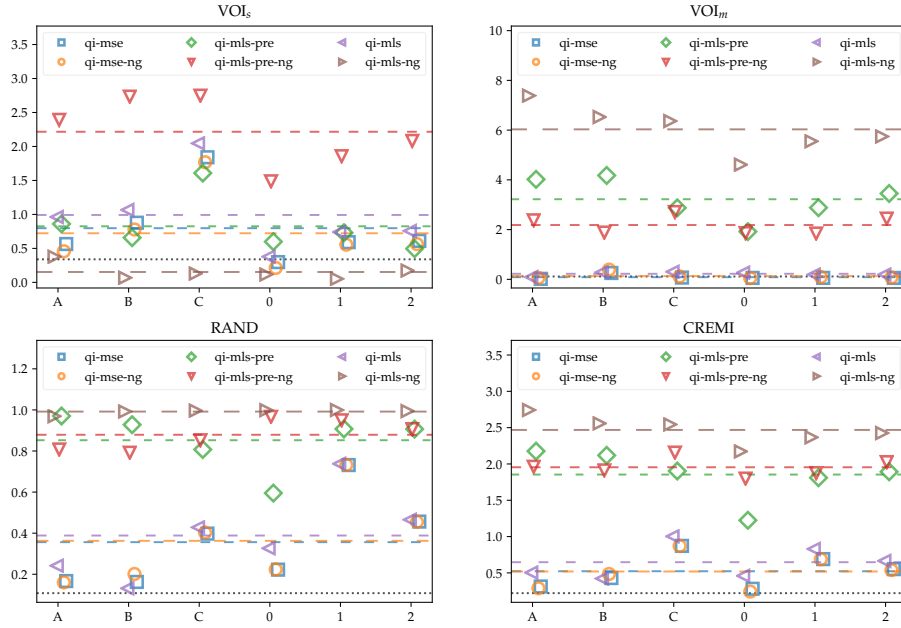 VOIs
3.5
3.0
2.5
2.0
1.5
1.0
0.5
0.0
qi-mse qi-mls-pre qi-mls
qi-mse-ng qi-mls-pre-ng qi-mls-ng
A B C 0 1 2
VOIm
10
8
6
4
2
0
qi-mse qi-mls-pre qi-mls
qi-mse-ng qi-mls-pre-ng qi-mls-ng
A B C 0 1 2
RAND
1.2
1.0
0.8
0.6
0.4
0.2
qi-mse qi-mls-pre qi-mls
qi-mse-ng qi-mls-pre-ng qi-mls-ng
A B C 0 1 2
CREMI
3.5
3.0
2.5
2.0
1.5
1.0
0.5
qi-mse qi-mls-pre qi-mls
qi-mse-ng qi-mls-pre-ng qi-mls-ng
A B C 0 1 2